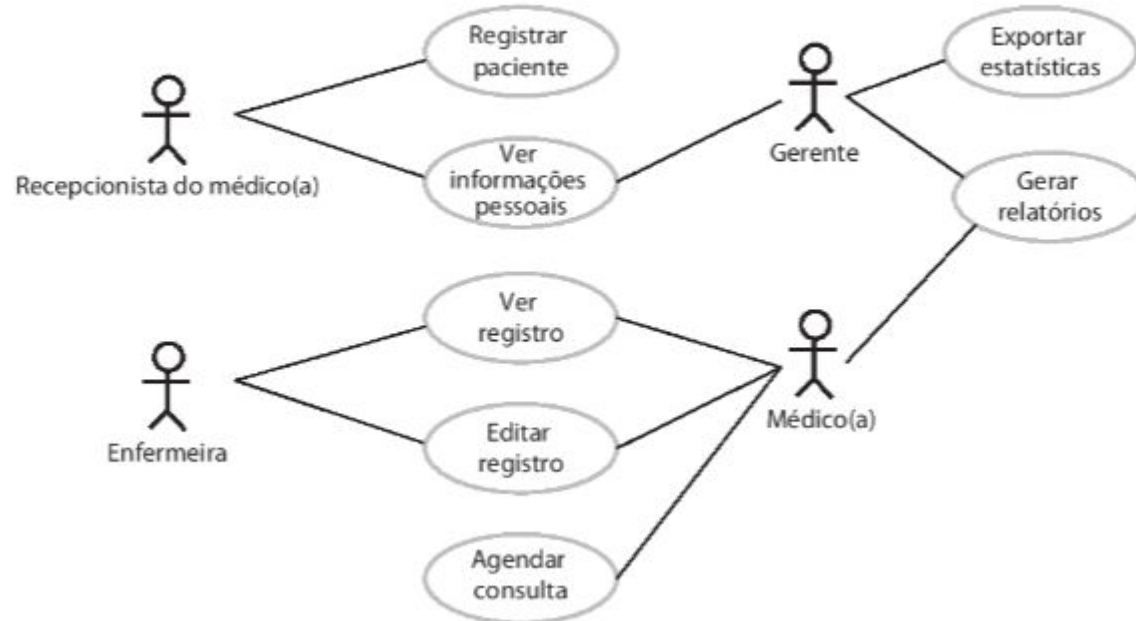 Registrar
paciente
Exportar
estatísticas
Recepcionista do médico(a)
Ver
informações
pessoais
Gerente
Gerar
relatórios
Ver
registro
Enfermeira
Editar
registro
Médico(a)
Agendar
consulta